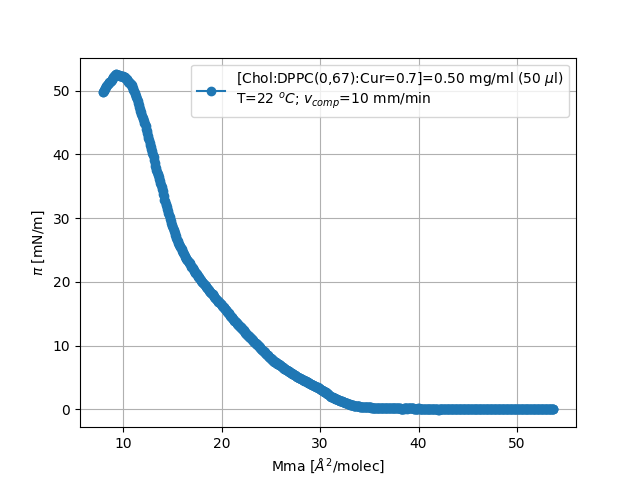 [Chol:DPPC(0,67):Cur=0.7]=0.50 mg/ml (50 μl)
T=22 °C; v_comp=10 mm/min
π [mN/m]
50
40
30
20
10
0
10 20 30 40 50
Mma [Å²/molec]